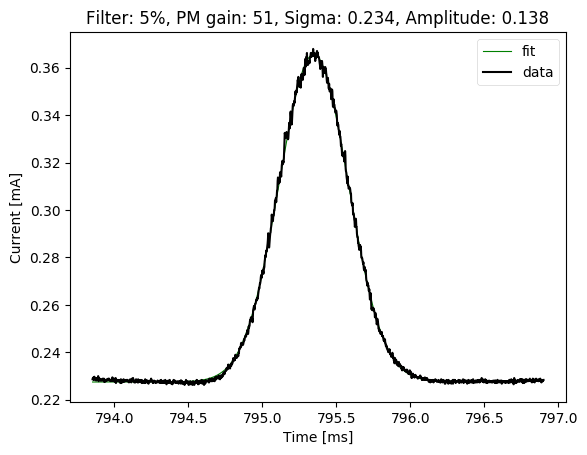 Filter: 5%, PM gain: 51, Sigma: 0.234, Amplitude: 0.138
fit
data
0.36
0.34
0.32
0.30
0.28
0.26
0.24
0.22
Current [mA]
794.0 794.5 795.0 795.5 796.0 796.5 797.0
Time [ms]